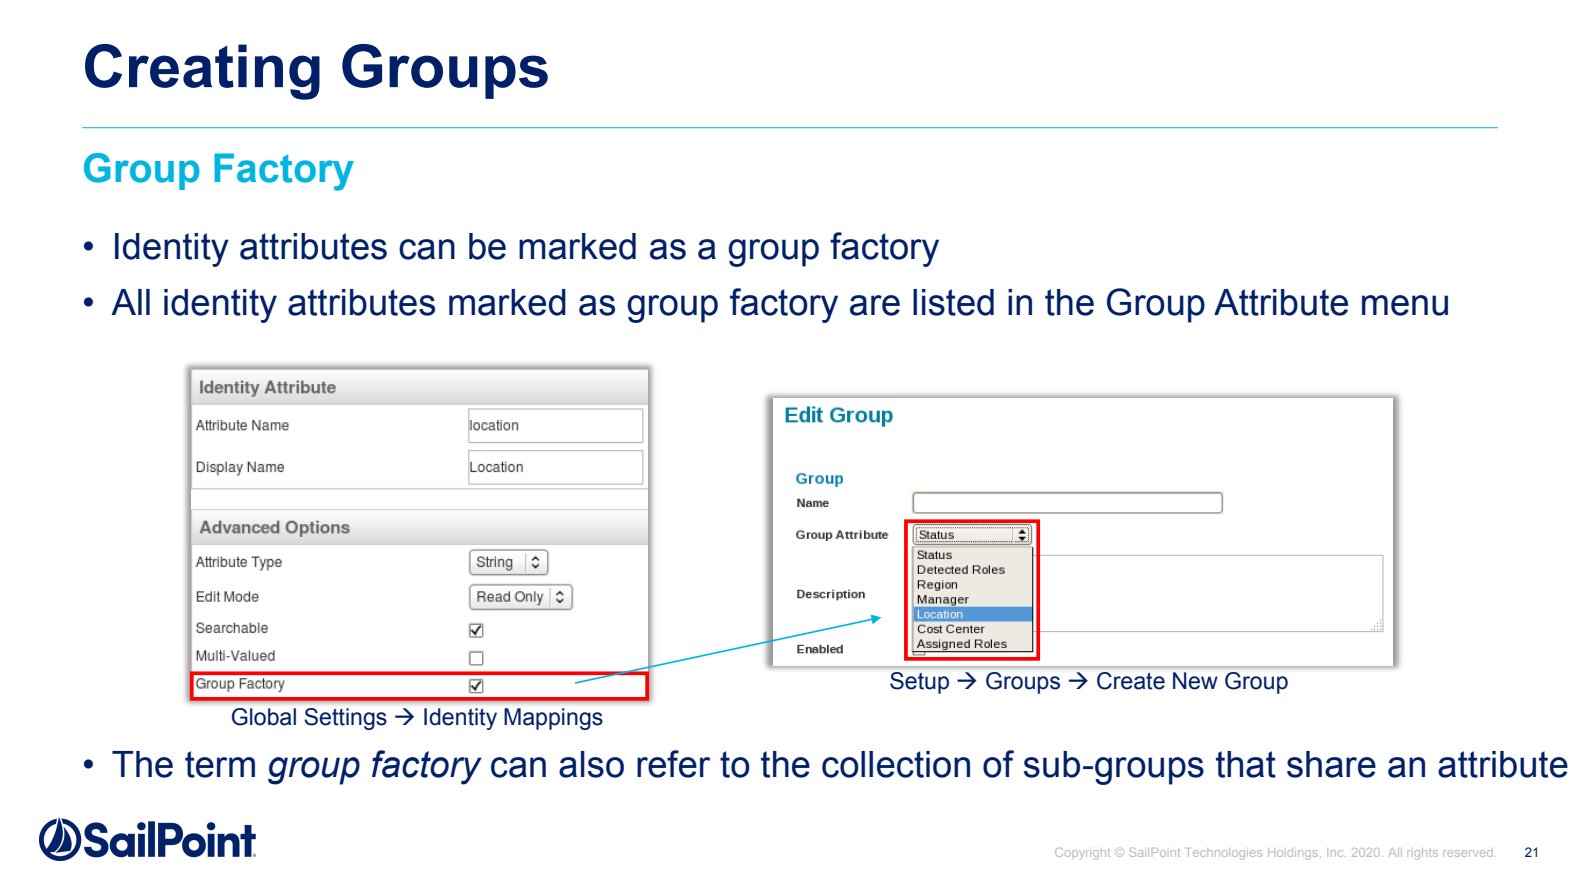 Creating Groups
Group Factory
• Identity attributes can be marked as a group factory
• All identity attributes marked as group factory are listed in the Group Attribute menu
Identity Attribute
Attribute Name location
Display Name Location
Advanced Options
Attribute Type String
Edit Mode Read Only
Searchable
Multi-Valued
Group Factory
Global Settings → Identity Mappings
Edit Group
Group
Name
Group Attribute Status
Status
Detected Roles
Region
Manager
Location
Cost Center
Assigned Roles
Description
Enabled
Setup → Groups → Create New Group
• The term group factory can also refer to the collection of sub-groups that share an attribute
SailPoint
Copyright © SailPoint Technologies Holdings, Inc. 2020. All rights reserved. 21